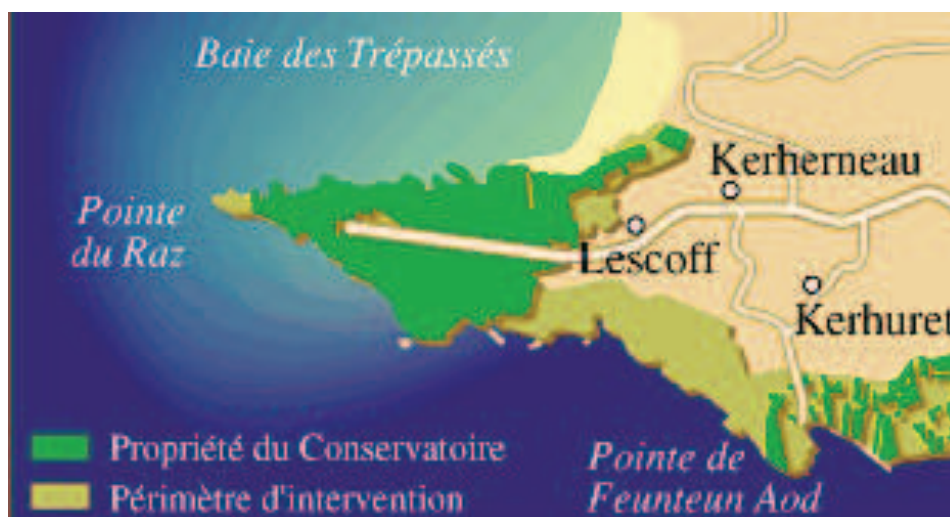 Baie des Trépassés
Kerherneau
Pointe
du Raz
Lescoff
Kerhuret
Propriété du Conservatoire
Périmètre d'intervention
Pointe de
Feunteun Aod